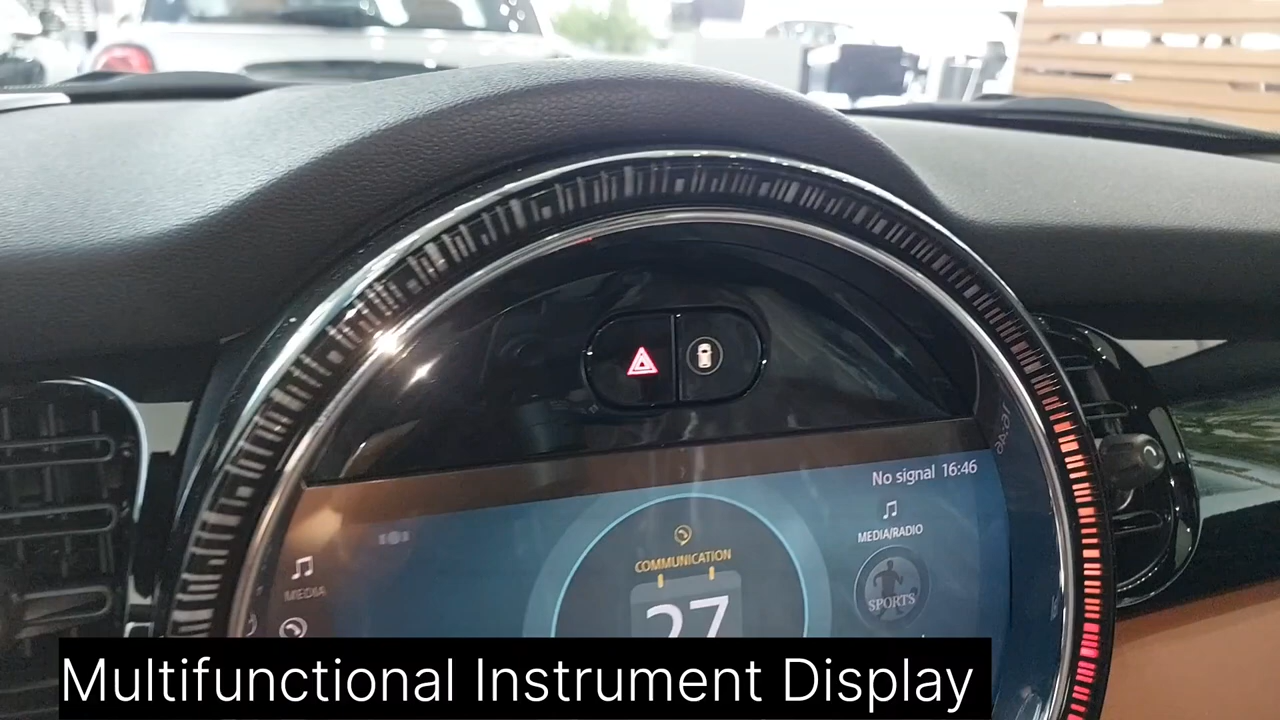 No signal 16:46
MEDIA/RADIO
COMMUNICATION
MEDIA
27
SPORTS
Multifunctional Instrument Display